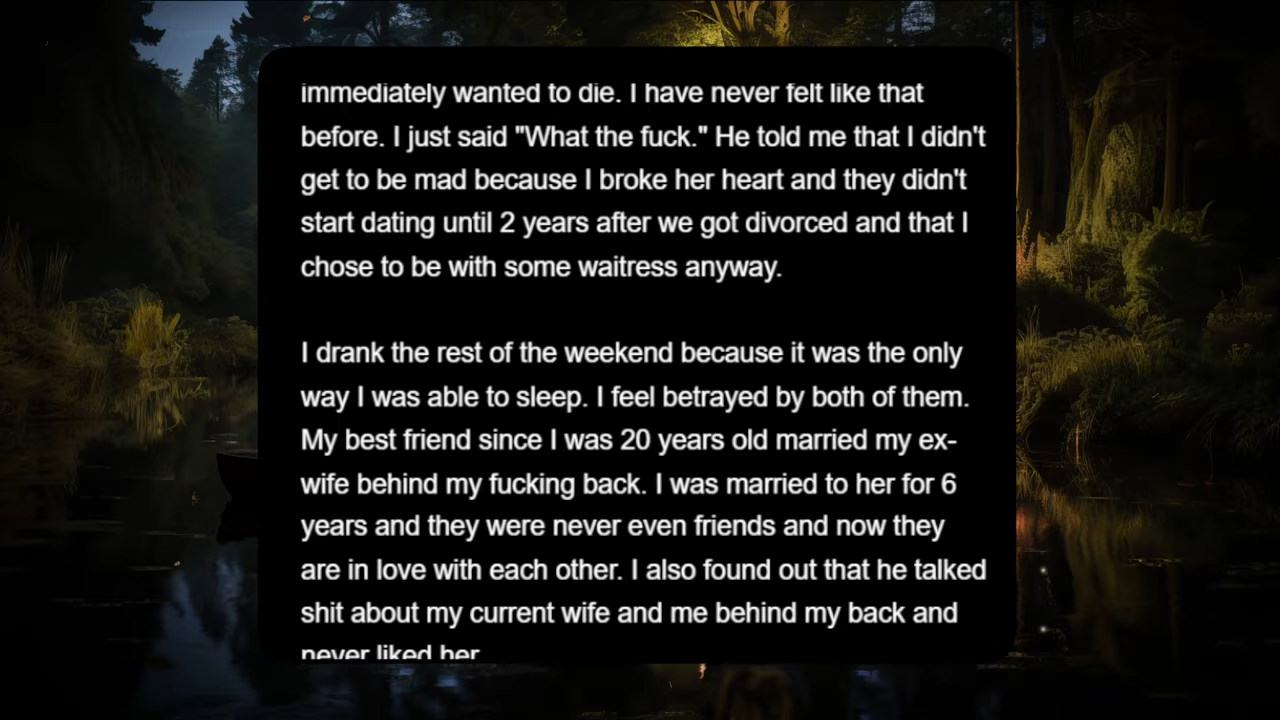 immediately wanted to die. I have never felt like that
before. I just said "What the fuck." He told me that I didn't
get to be mad because I broke her heart and they didn't
start dating until 2 years after we got divorced and that I
chose to be with some waitress anyway.
I drank the rest of the weekend because it was the only
way I was able to sleep. I feel betrayed by both of them.
My best friend since I was 20 years old married my ex-
wife behind my fucking back. I was married to her for 6
years and they were never even friends and now they
are in love with each other. I also found out that he talked
shit about my current wife and me behind my back and
never liked her